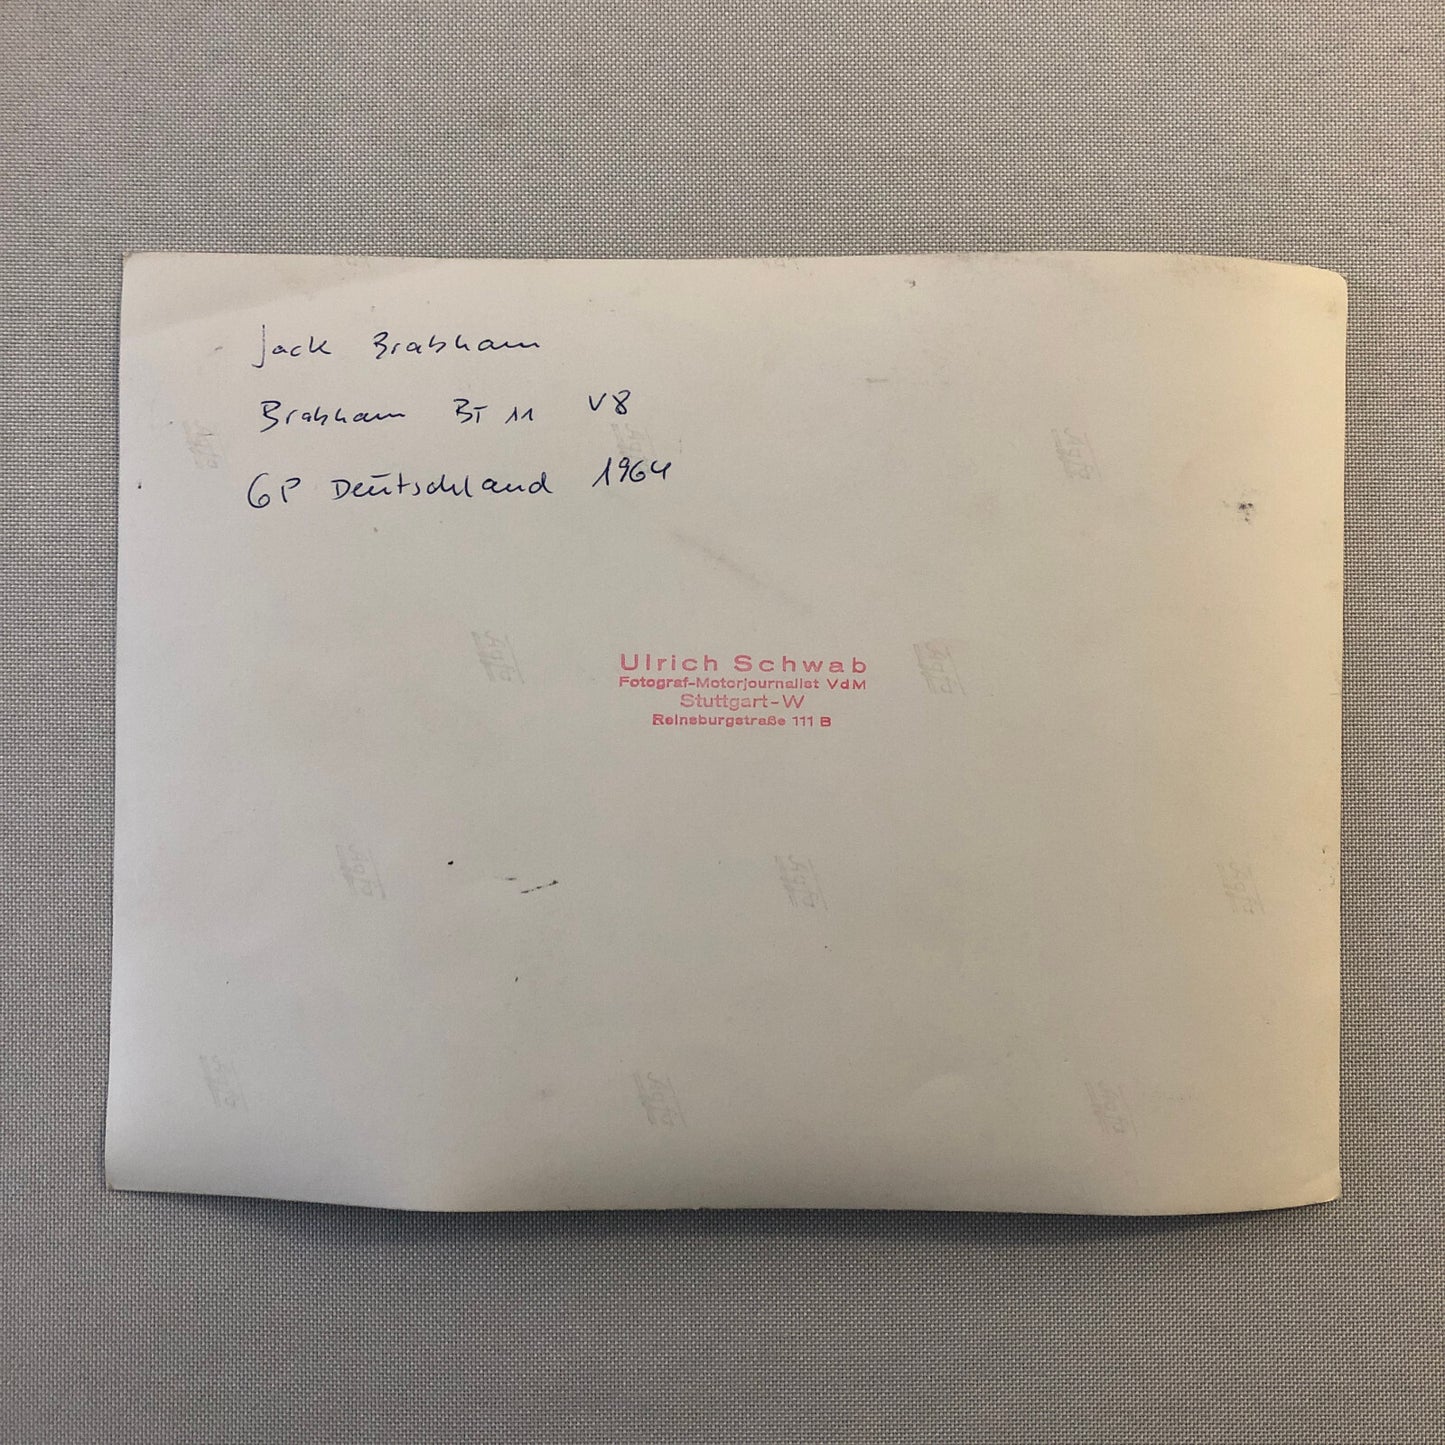 Jack Brabham
Brabham BT 11 V8
GP Deutschland 1964
Ulrich Schwab
Fotograf-Motorjournalist VdM
Stuttgart-W
Reinsburgstraße 111 B